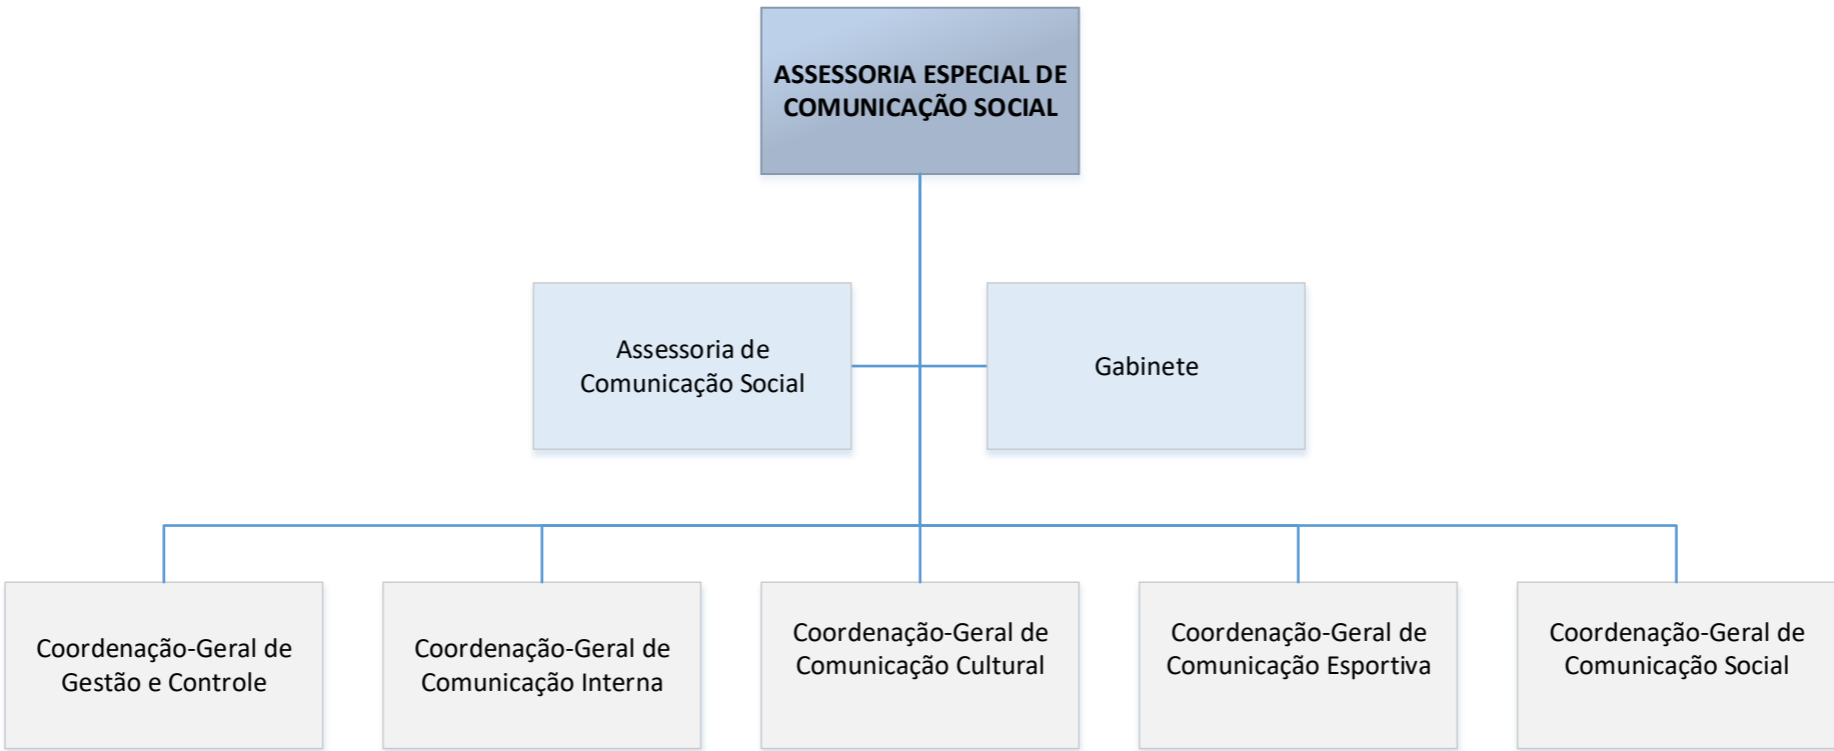 ASSESSORIA ESPECIAL DE
COMUNICAÇÃO SOCIAL
Assessoria de
Comunicação Social
Gabinete
Coordenação-Geral de
Gestão e Controle
Coordenação-Geral de
Comunicação Interna
Coordenação-Geral de
Comunicação Cultural
Coordenação-Geral de
Comunicação Esportiva
Coordenação-Geral de
Comunicação Social